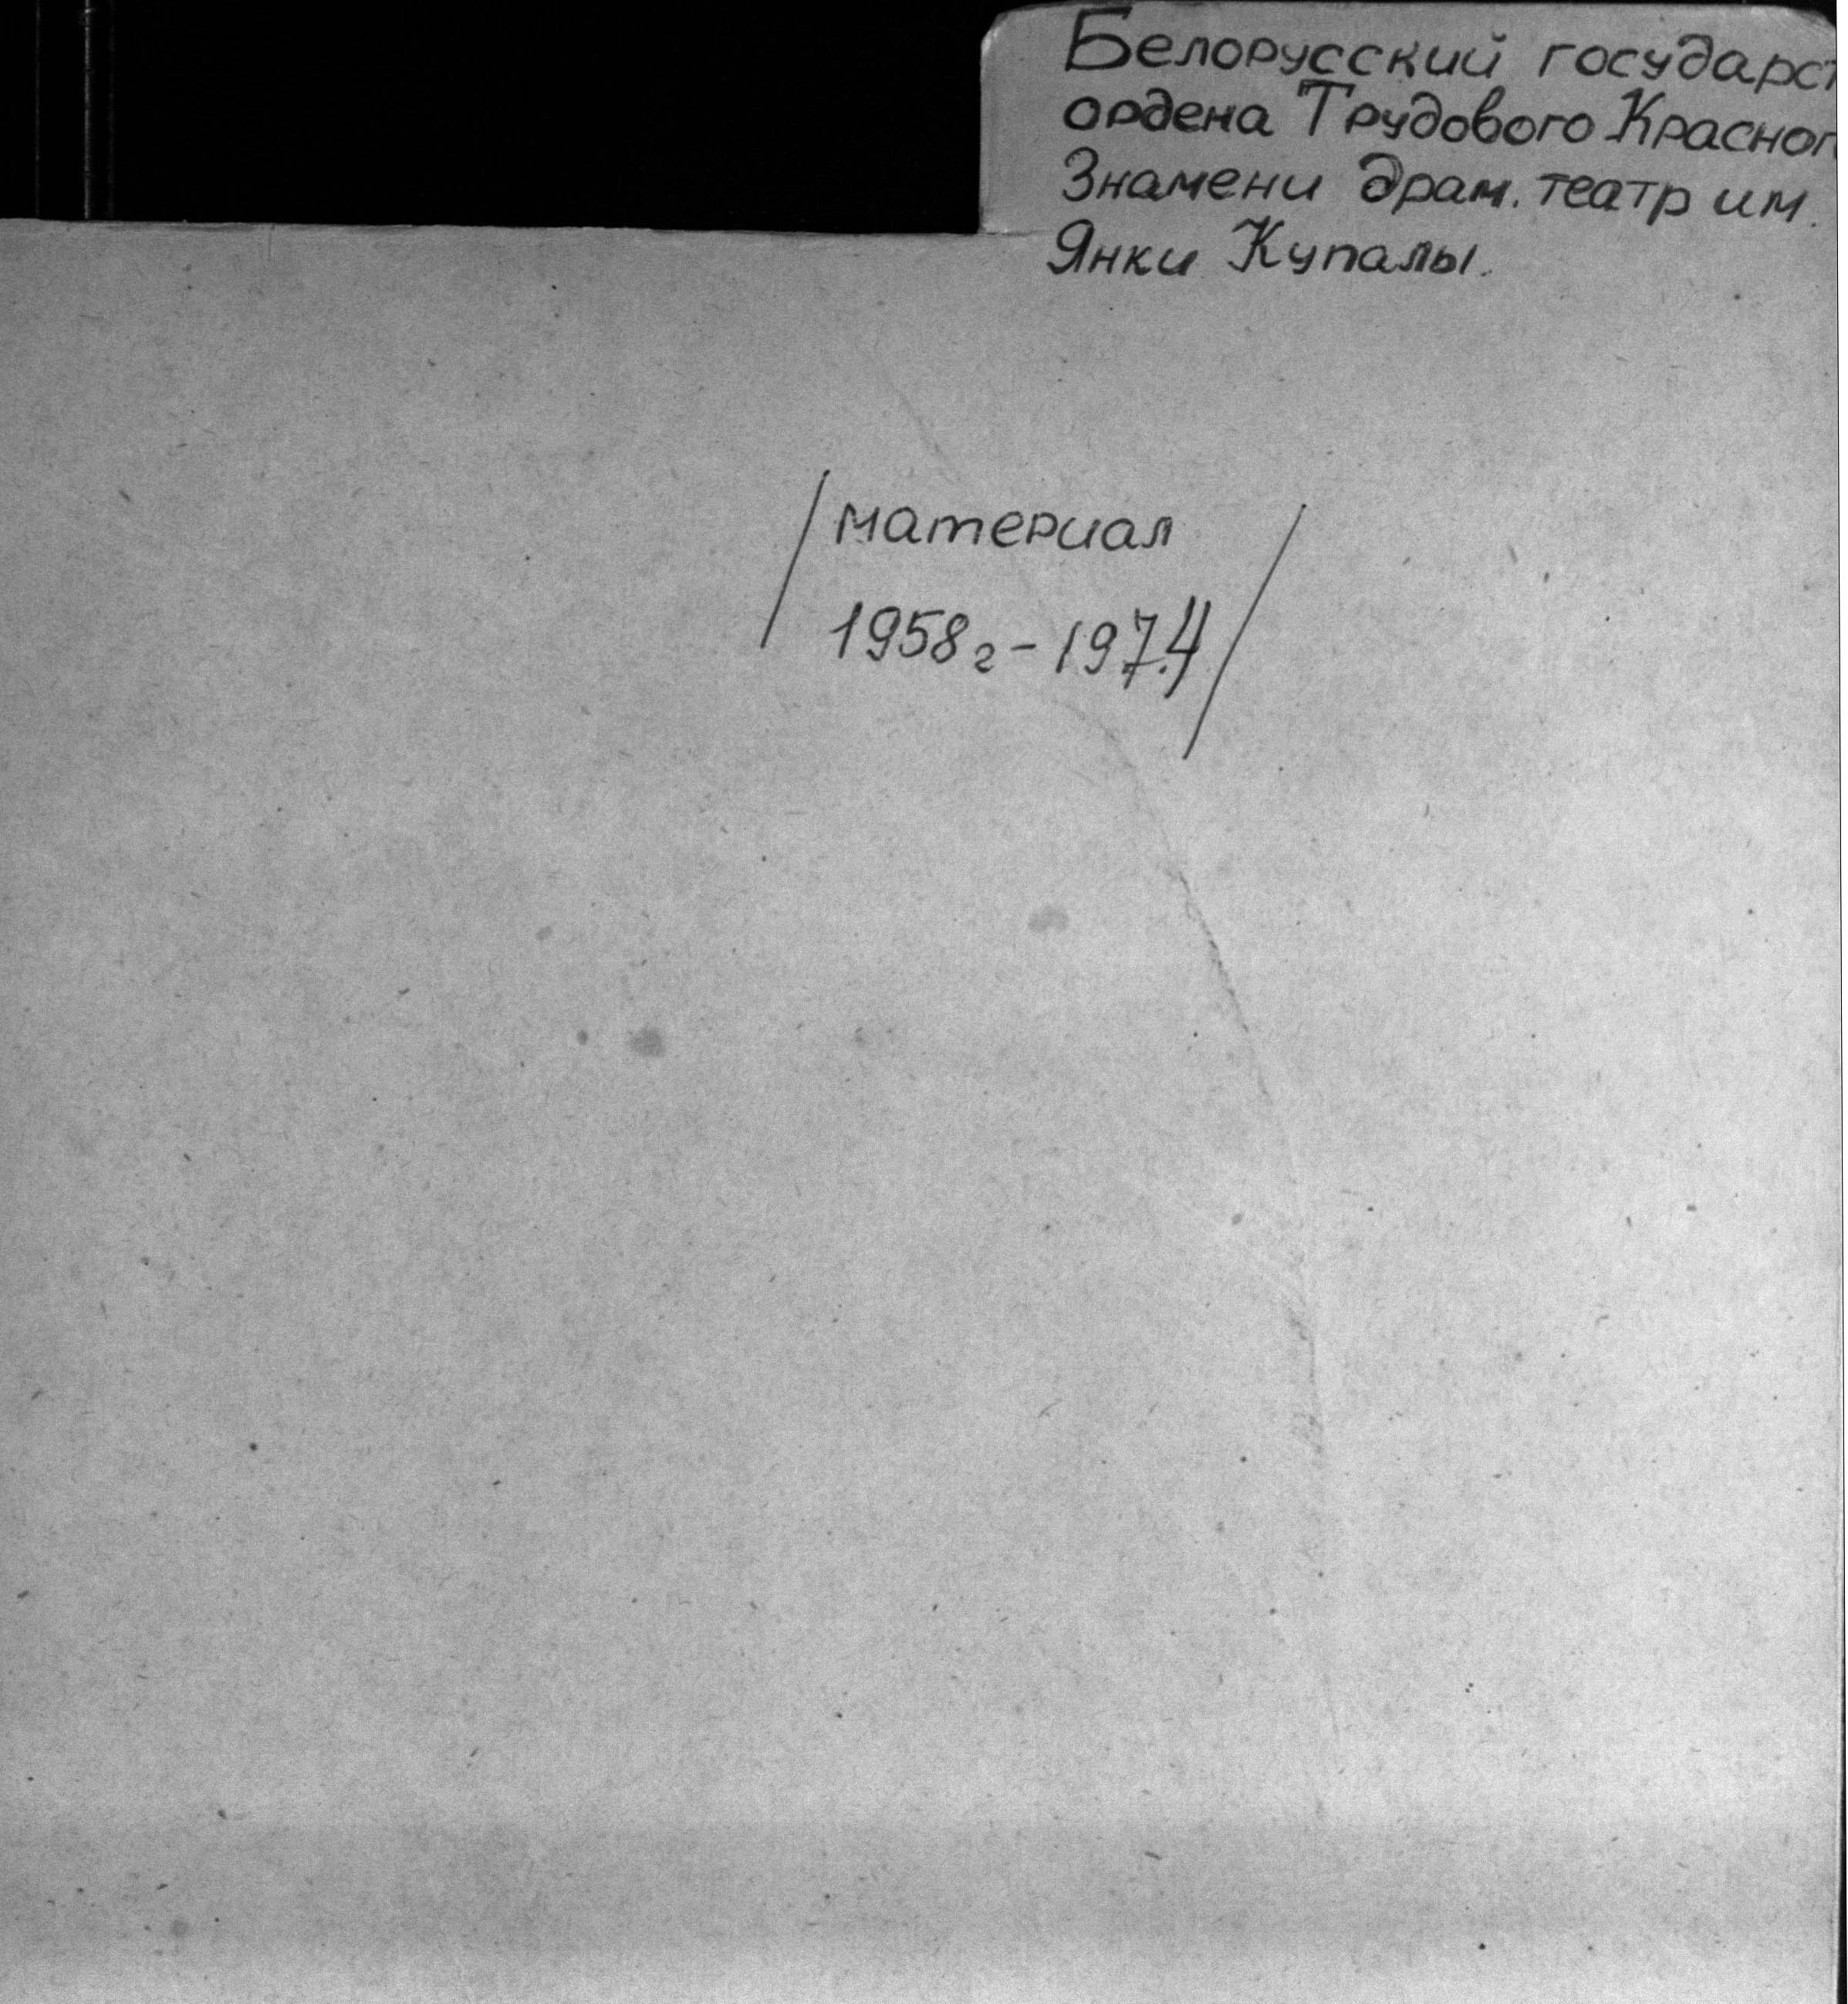 Белорусский государст
ордена Трудового Красног
Знамени драм. театр им.
Янки Купалы.
/материал
1958г-1974/